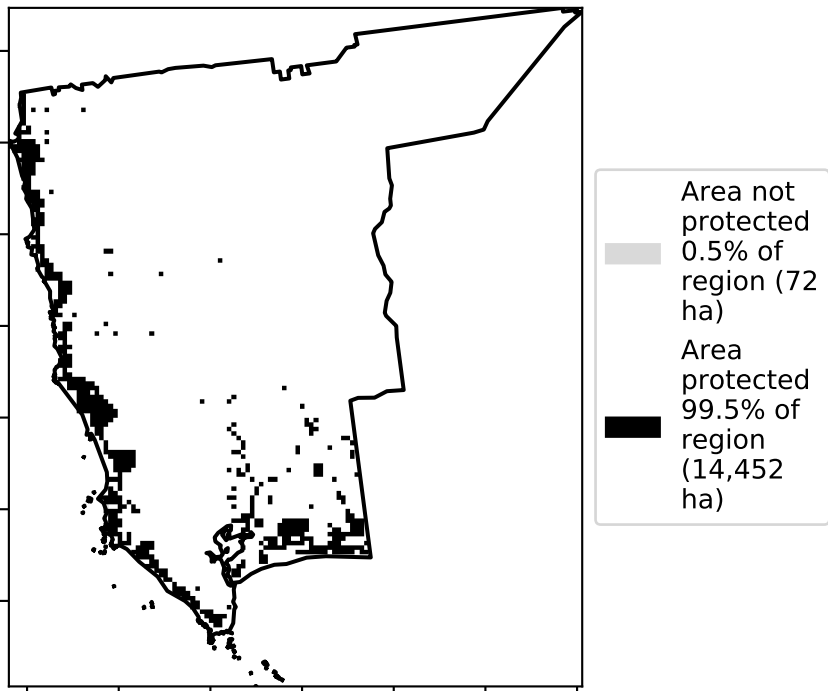 Area not
protected
0.5% of
region (72
ha)
Area
protected
99.5% of
region
(14,452
ha)